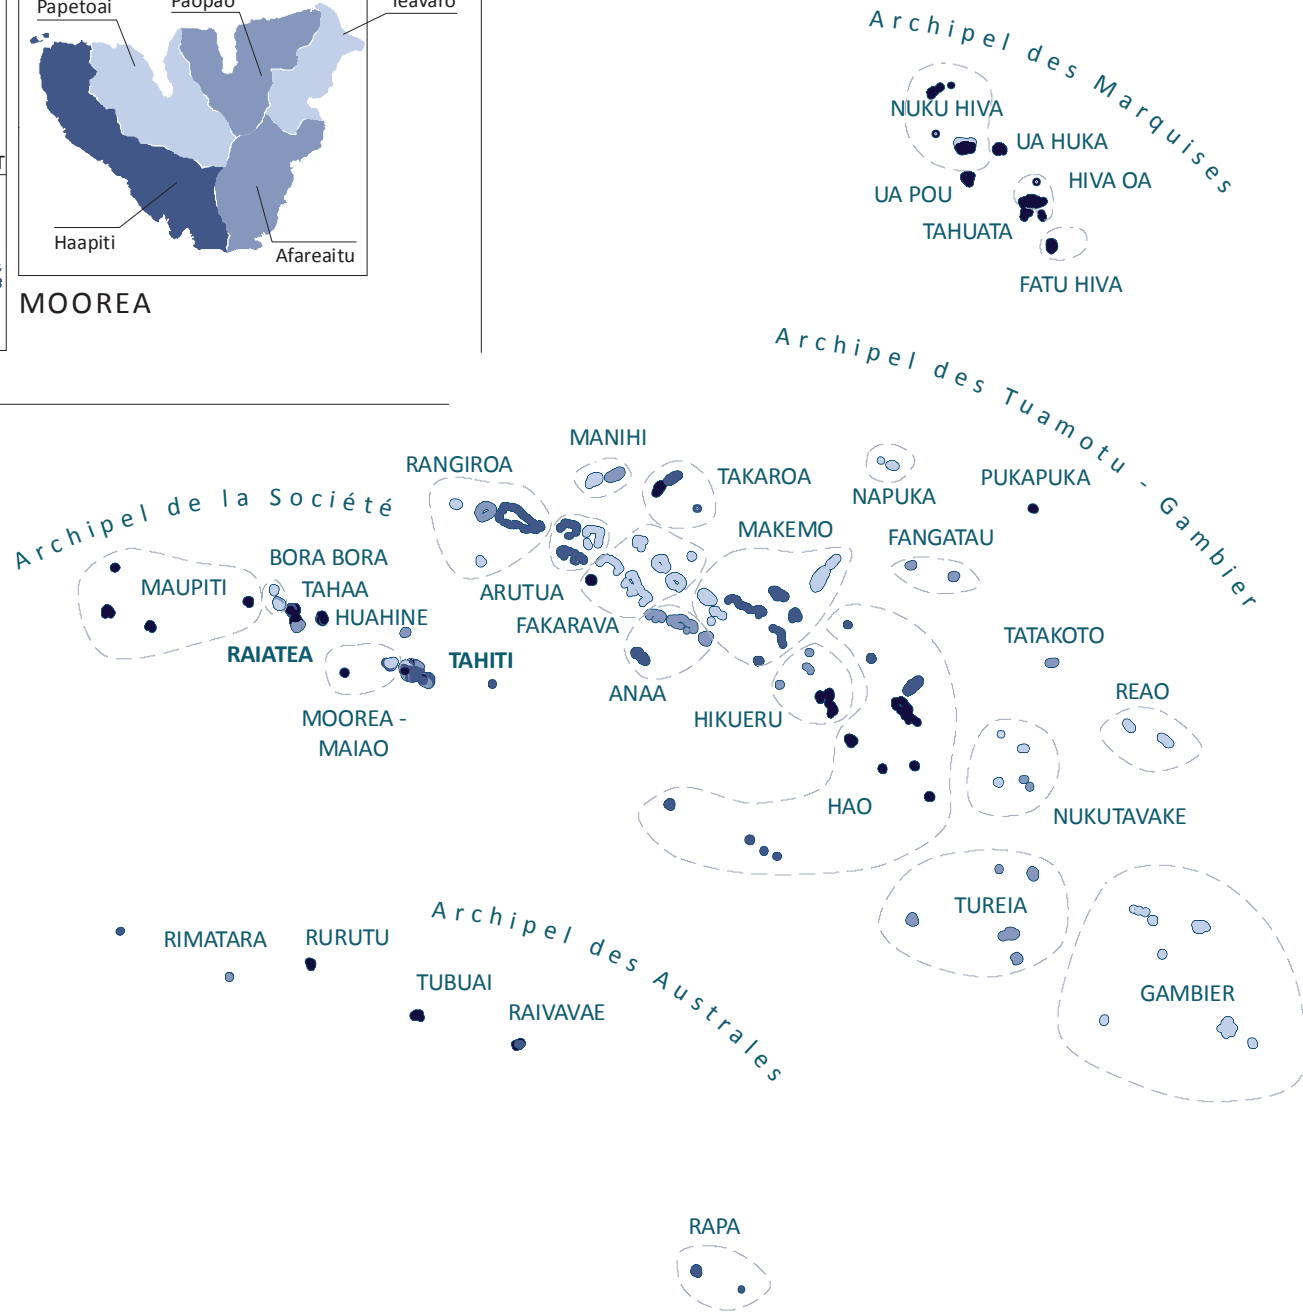 Papetoai
Paopao
Teavaro
Haapiti
Afareaitu
MOOREA
Archipel des Marquises
NUKU HIVA
UA HUKA
HIVA OA
UA POU
TAHUATA
FATU HIVA
Archipel des Tuamotu - Gambier
MANIHI
RANGIROA
TAKAROA
NAPUKA
PUKAPUKA
Archipel de la Société
MAKEMO
FANGATAU
BORA BORA
MAUPITI
TAHAA
ARUTUA
HUAHINE
FAKARAVA
TATAKOTO
RAIATEA
TAHITI
ANAA
REAO
MOOREA -
MAIAO
HIKUERU
HAO
NUKUTAVAKE
TUREIA
Archipel des Australes
RIMATARA
RURUTU
TUBUAI
RAIVAVAE
GAMBIER
RAPA